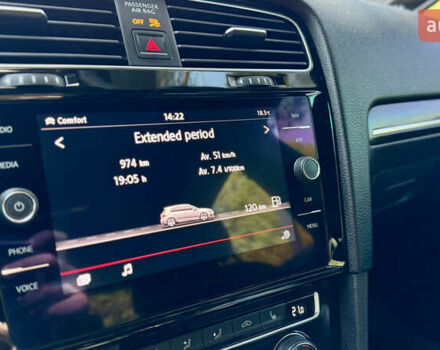 PASSENGER
AIR BAG
OFF
Comfort
14:22
18.5°C
NAV
Extended period
974 km
Av. 51 km/h
19:05 h
Av. 7.4 l/100km
120 km
MEDIA
CAR
MENU
PHONE
VOICE